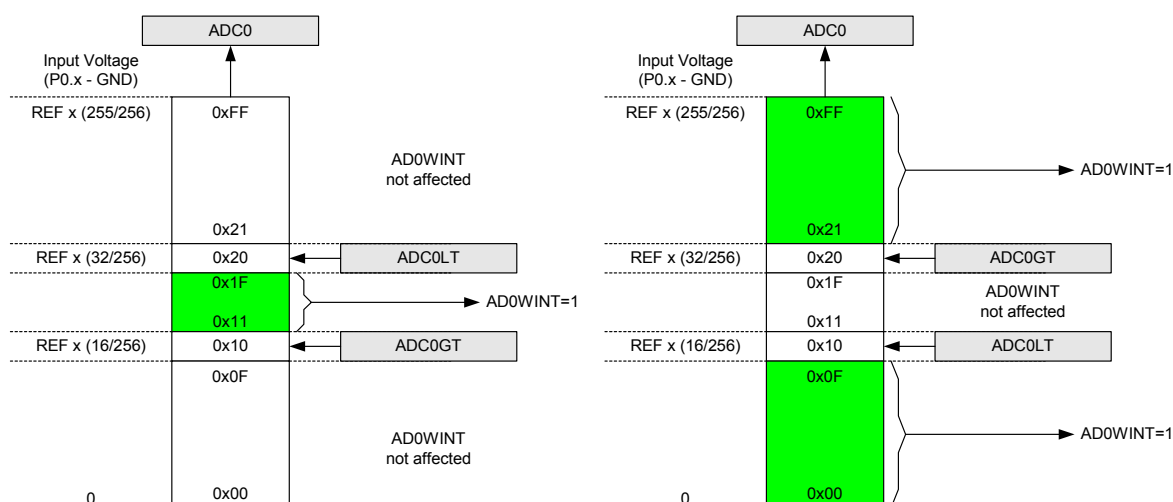 ADC0
Input Voltage
(P0.x - GND)
REF x (255/256)
0xFF
AD0WINT
not affected
0x21
REF x (32/256)
0x20
ADC0LT
0x1F
AD0WINT=1
0x11
REF x (16/256)
0x10
ADC0GT
0x0F
AD0WINT
not affected
0
0x00
ADC0
Input Voltage
(P0.x - GND)
REF x (255/256)
0xFF
AD0WINT=1
0x21
REF x (32/256)
0x20
ADC0GT
0x1F
AD0WINT
not affected
0x11
REF x (16/256)
0x10
ADC0LT
0x0F
AD0WINT=1
0
0x00